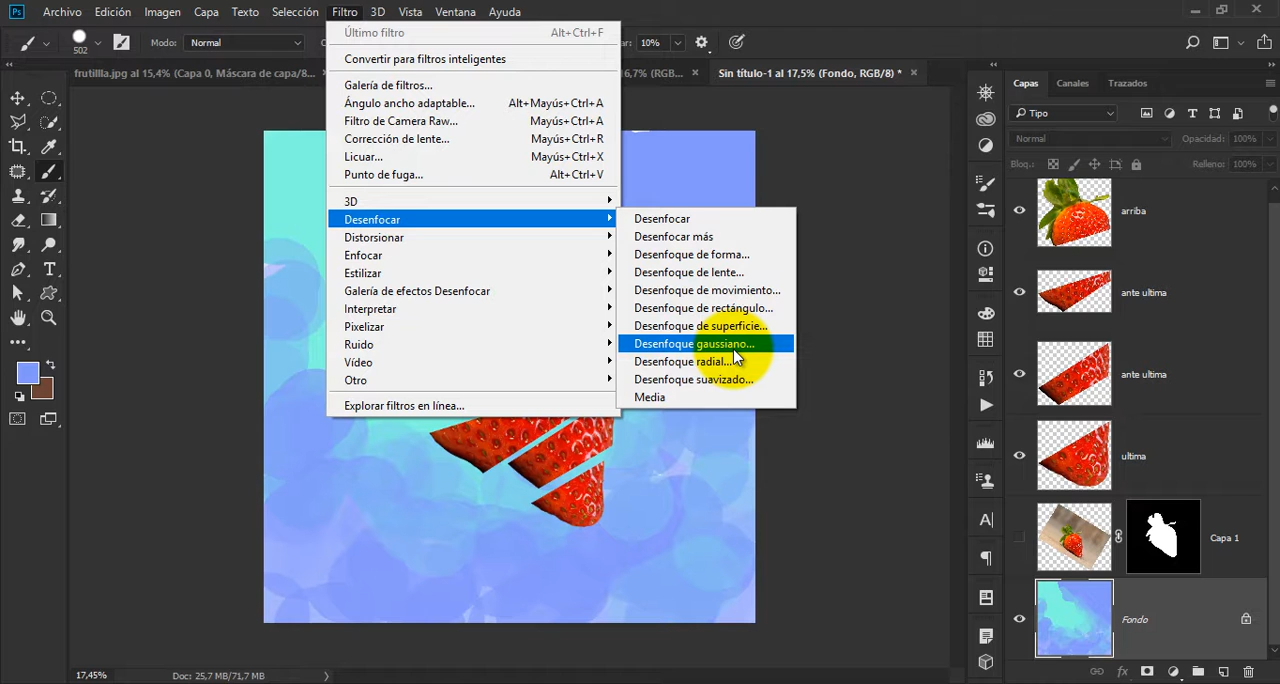 Ps Archivo Edición Imagen Capa Texto Selección Filtro 3D Vista Ventana Ayuda
502 Modo: Normal 10%
frutillla.jpg al 15,4% (Capa 0, Máscara de capa/8... 6,7% (RGB... × Sin título-1 al 17,5% (Fondo, RGB/8) * ×
Último filtro Alt+Ctrl+F
Convertir para filtros inteligentes
Galería de filtros...
Ángulo ancho adaptable... Alt+Mayús+Ctrl+A
Filtro de Camera Raw... Mayús+Ctrl+A
Corrección de lente... Mayús+Ctrl+R
Licuar... Mayús+Ctrl+X
Punto de fuga... Alt+Ctrl+V
3D
Desenfocar
Distorsionar
Enfocar
Estilizar
Galería de efectos Desenfocar
Interpretar
Pixelizar
Ruido
Vídeo
Otro
Explorar filtros en línea...
Desenfocar
Desenfocar más
Desenfoque de forma...
Desenfoque de lente...
Desenfoque de movimiento...
Desenfoque de rectángulo...
Desenfoque de superficie...
Desenfoque gaussiano...
Desenfoque radial...
Desenfoque suavizado...
Media
Capas Canales Trazados
Tipo
Normal Opacidad: 100%
Bloq.: Relleno: 100%
arriba
ante ultima
ante ultima
ultima
Capa 1
Fondo
17,45% Doc: 25,7 MB/71,7 MB